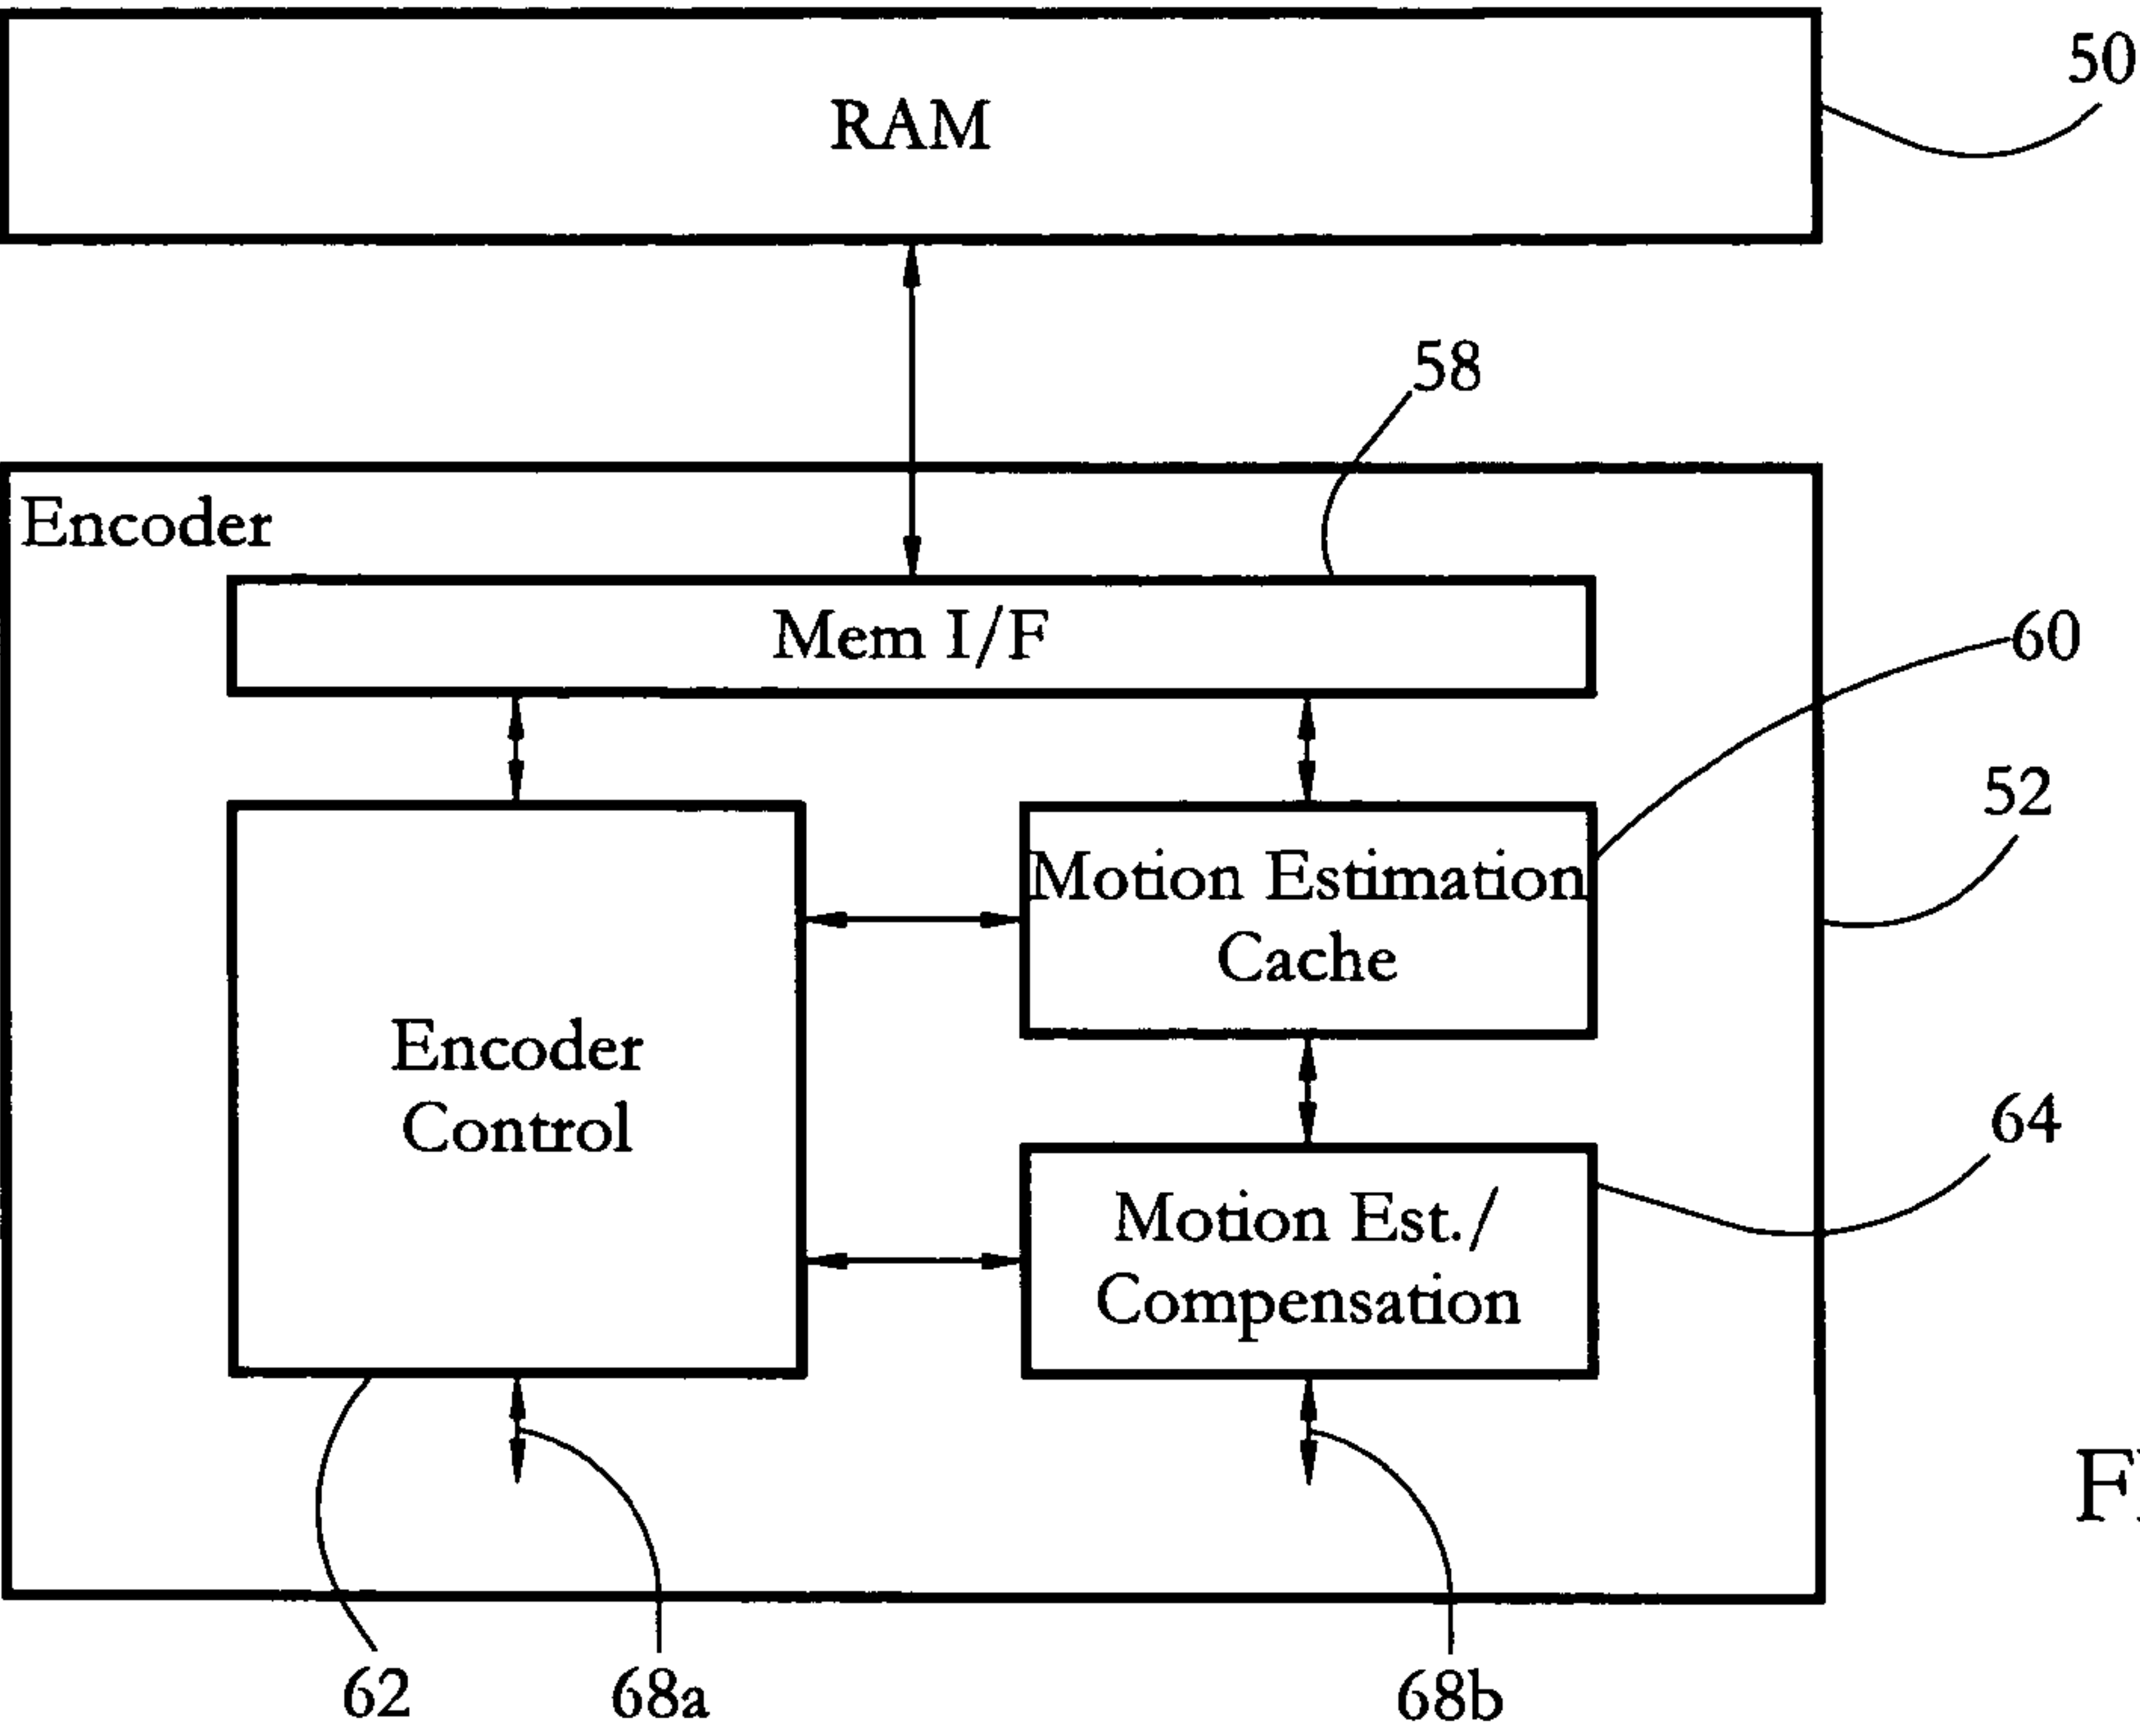 50
RAM
58
Encoder
Mem I/F
60
52
Motion Estimation
Cache
Encoder
Control
64
Motion Est./
Compensation
62
68a
68b